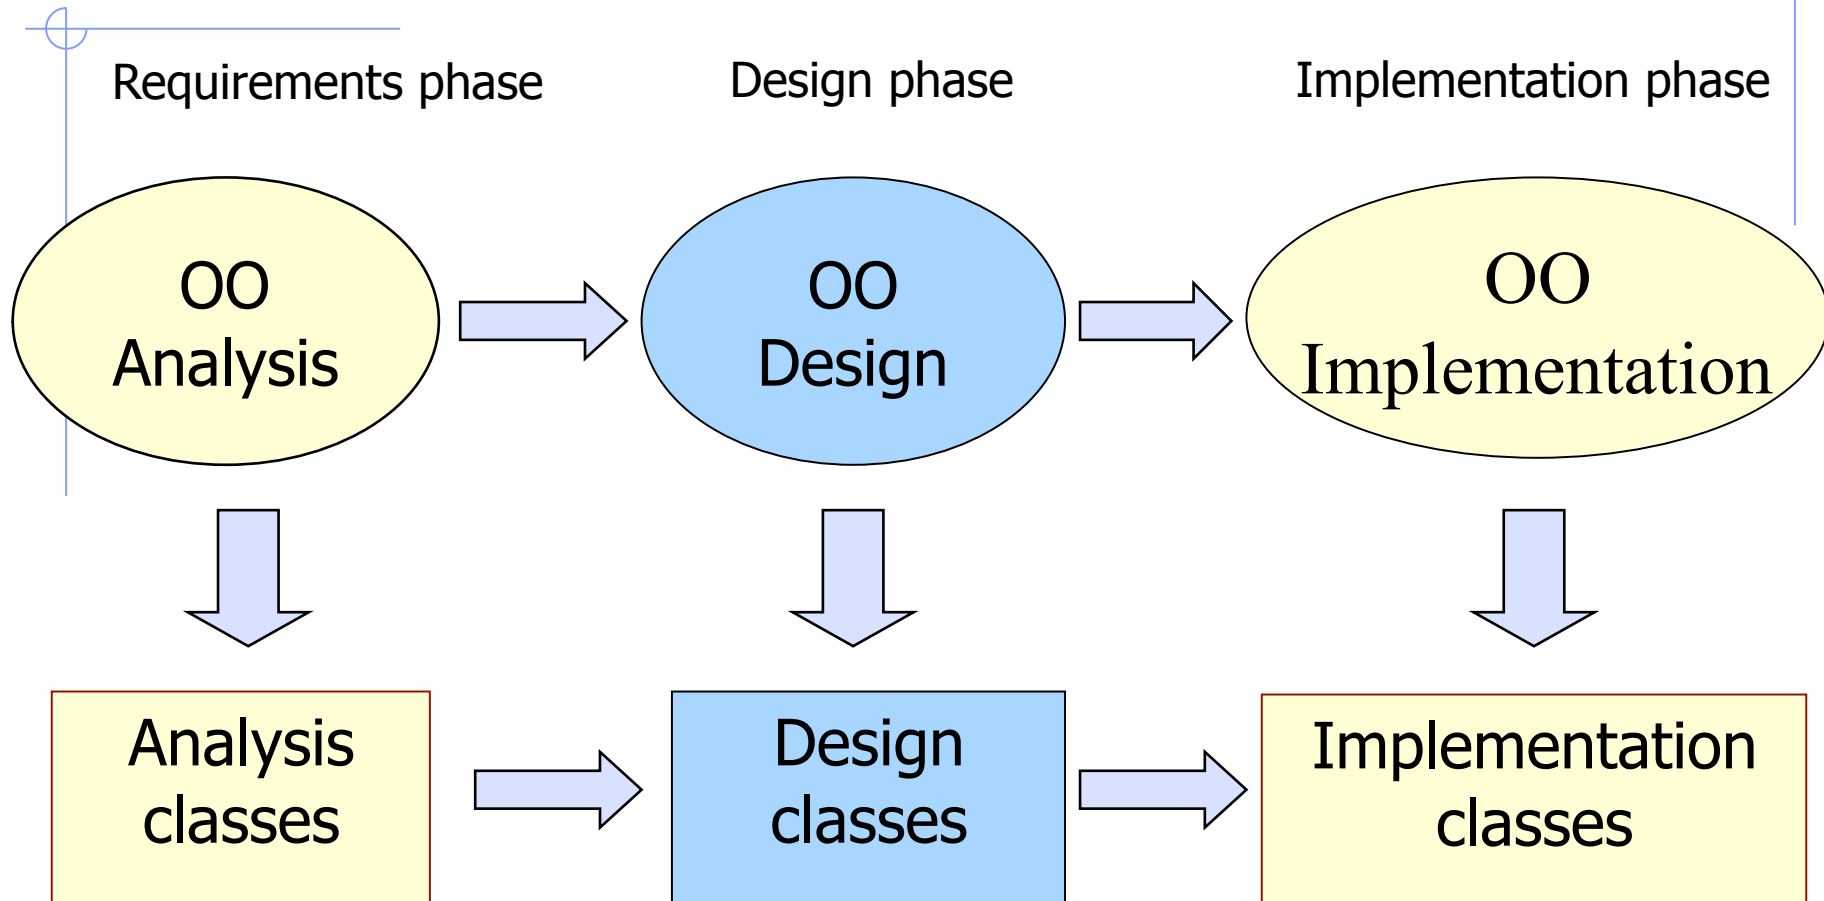 Requirements phase
Design phase
Implementation phase
OO
Analysis
OO
Design
OO
Implementation
Analysis
classes
Design
classes
Implementation
classes